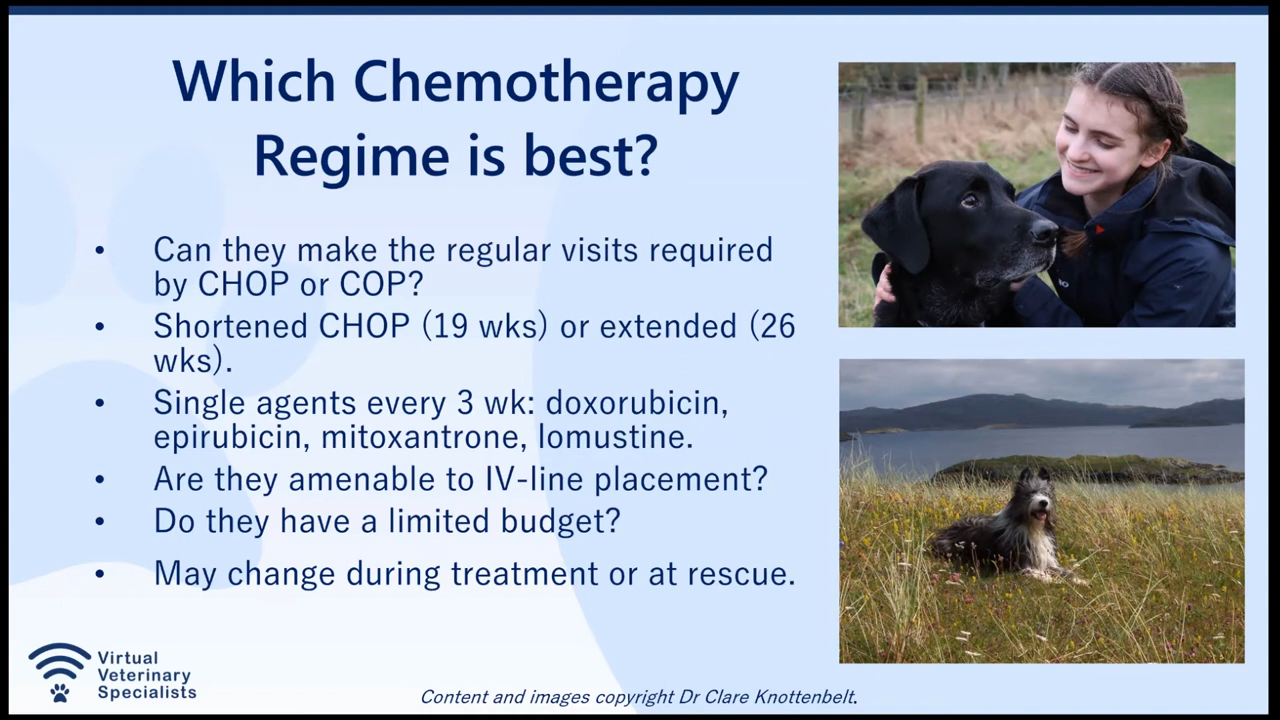 Which Chemotherapy
Regime is best?
• Can they make the regular visits required
by CHOP or COP?
• Shortened CHOP (19 wks) or extended (26
wks).
• Single agents every 3 wk: doxorubicin,
epirubicin, mitoxantrone, lomustine.
• Are they amenable to IV-line placement?
• Do they have a limited budget?
• May change during treatment or at rescue.
Virtual
Veterinary
Specialists
Content and images copyright Dr Clare Knottenbelt.